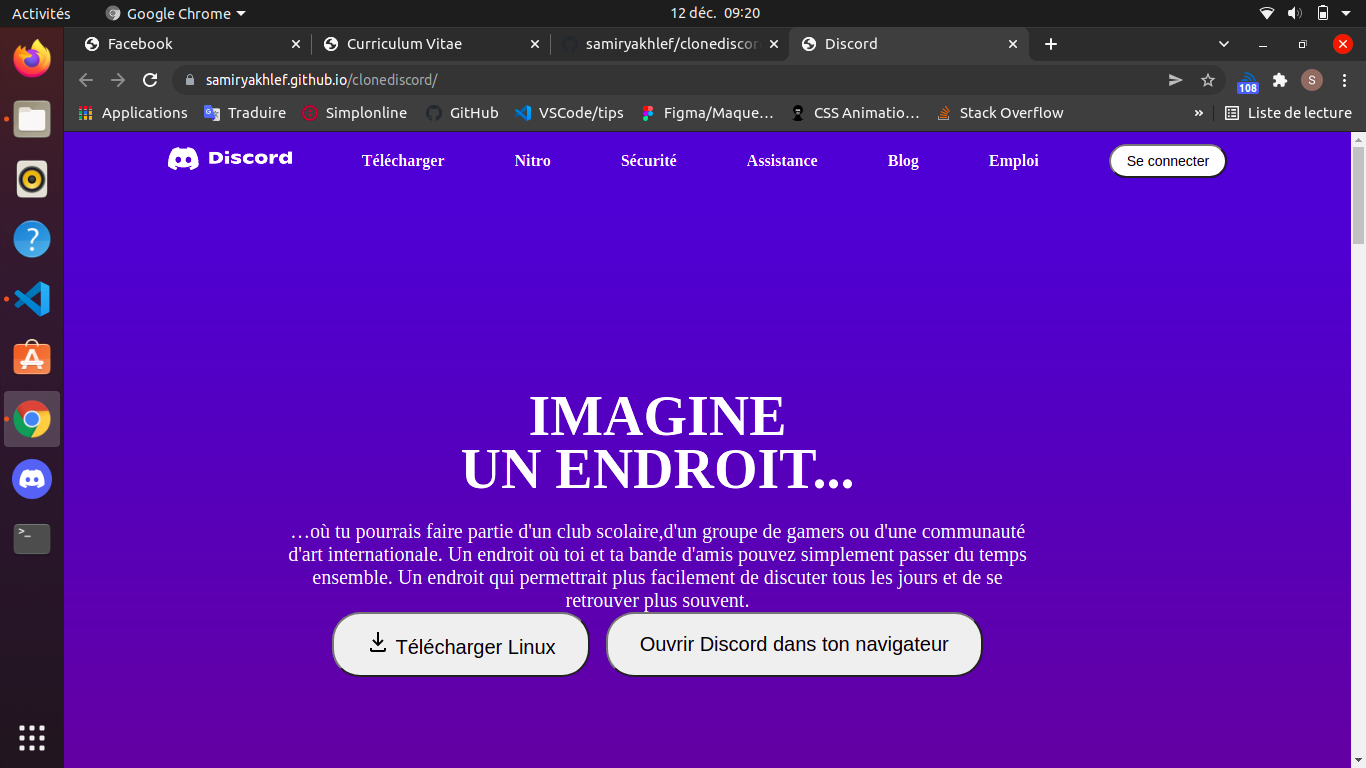 Activités
Google Chrome
12 déc. 09:20
Facebook
Curriculum Vitae
samiryakhlef/clonediscor
Discord
samiryakhlef.github.io/clonediscord/
108
S
Applications
Traduire
Simplonline
GitHub
VSCode/tips
Figma/Maque…
CSS Animatio…
Stack Overflow
»
Liste de lecture
Discord
Télécharger
Nitro
Sécurité
Assistance
Blog
Emploi
Se connecter
IMAGINE
UN ENDROIT...
…où tu pourrais faire partie d'un club scolaire,d'un groupe de gamers ou d'une communauté
d'art internationale. Un endroit où toi et ta bande d'amis pouvez simplement passer du temps
ensemble. Un endroit qui permettrait plus facilement de discuter tous les jours et de se
retrouver plus souvent.
Télécharger Linux
Ouvrir Discord dans ton navigateur